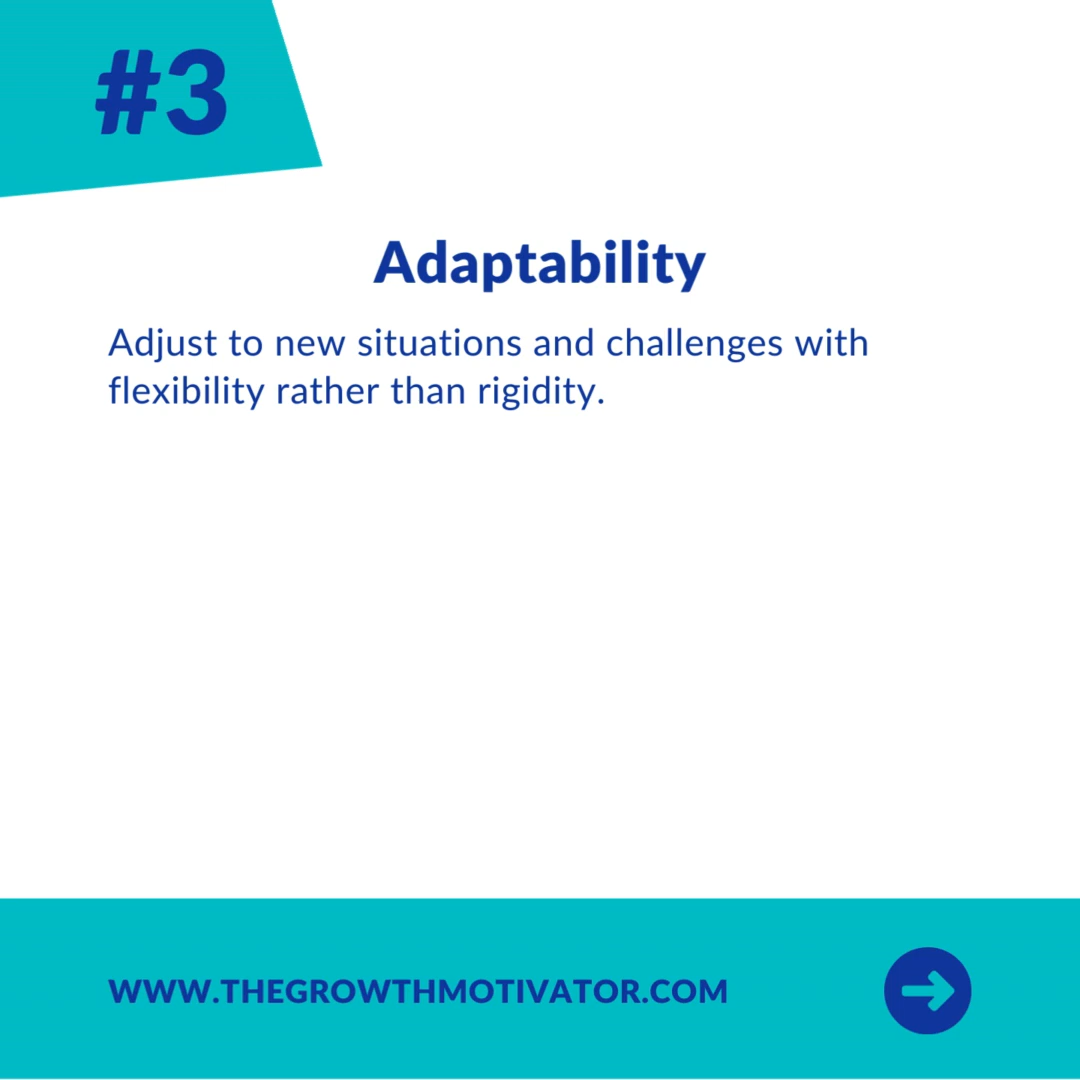 #3
Adaptability
Adjust to new situations and challenges with
flexibility rather than rigidity.
WWW.THEGROWTHMOTIVATOR.COM